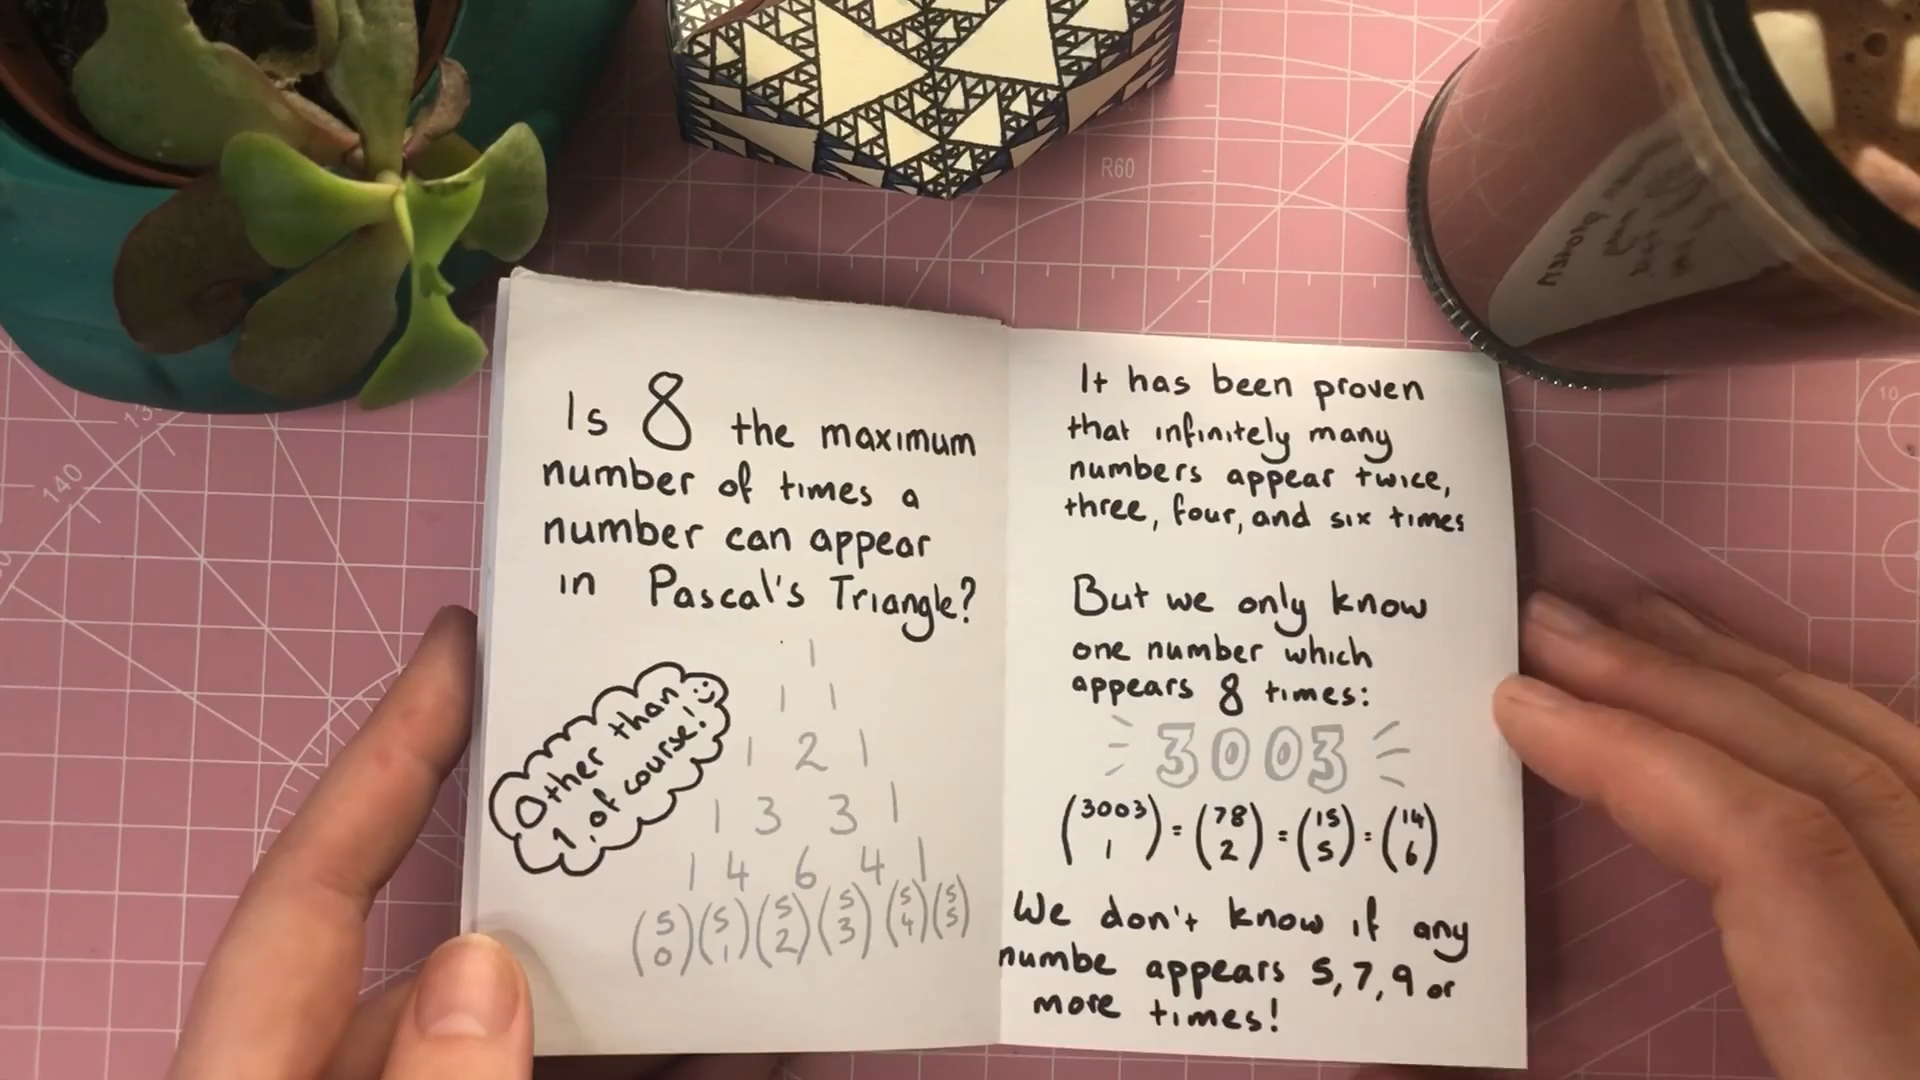 Is 8 the maximum
number of times a
number can appear
in Pascal's Triangle?
Other than
1, of course! :)
1
1 1
1 2 1
1 3 3 1
1 4 6 4 1
(5 0) (5 1) (5 2) (5 3) (5 4) (5 5)
It has been proven
that infinitely many
numbers appear twice,
three, four, and six times
But we only know
one number which
appears 8 times:
3003
(3003 1) = (78 2) = (15 5) = (14 6)
We don't know if any
numbe appears 5, 7, 9 or
more times!
R60
140
10